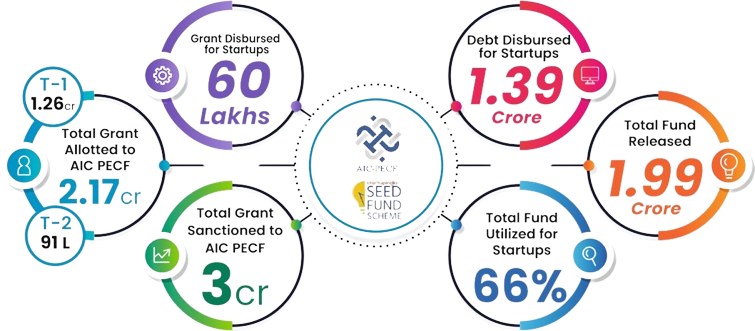 Grant Disbursed
for Startups
60
Lakhs
Debt Disbursed
for Startups
1.39
Crore
T-1
1.26cr
Total Grant
Allotted to
AIC PECF
2.17cr
T-2
91 L
AIC-PECF
SEED
FUND
SCHEME
Total Fund
Released
1.99
Crore
Total Grant
Sanctioned to
AIC PECF
3cr
Total Fund
Utilized for
Startups
66%